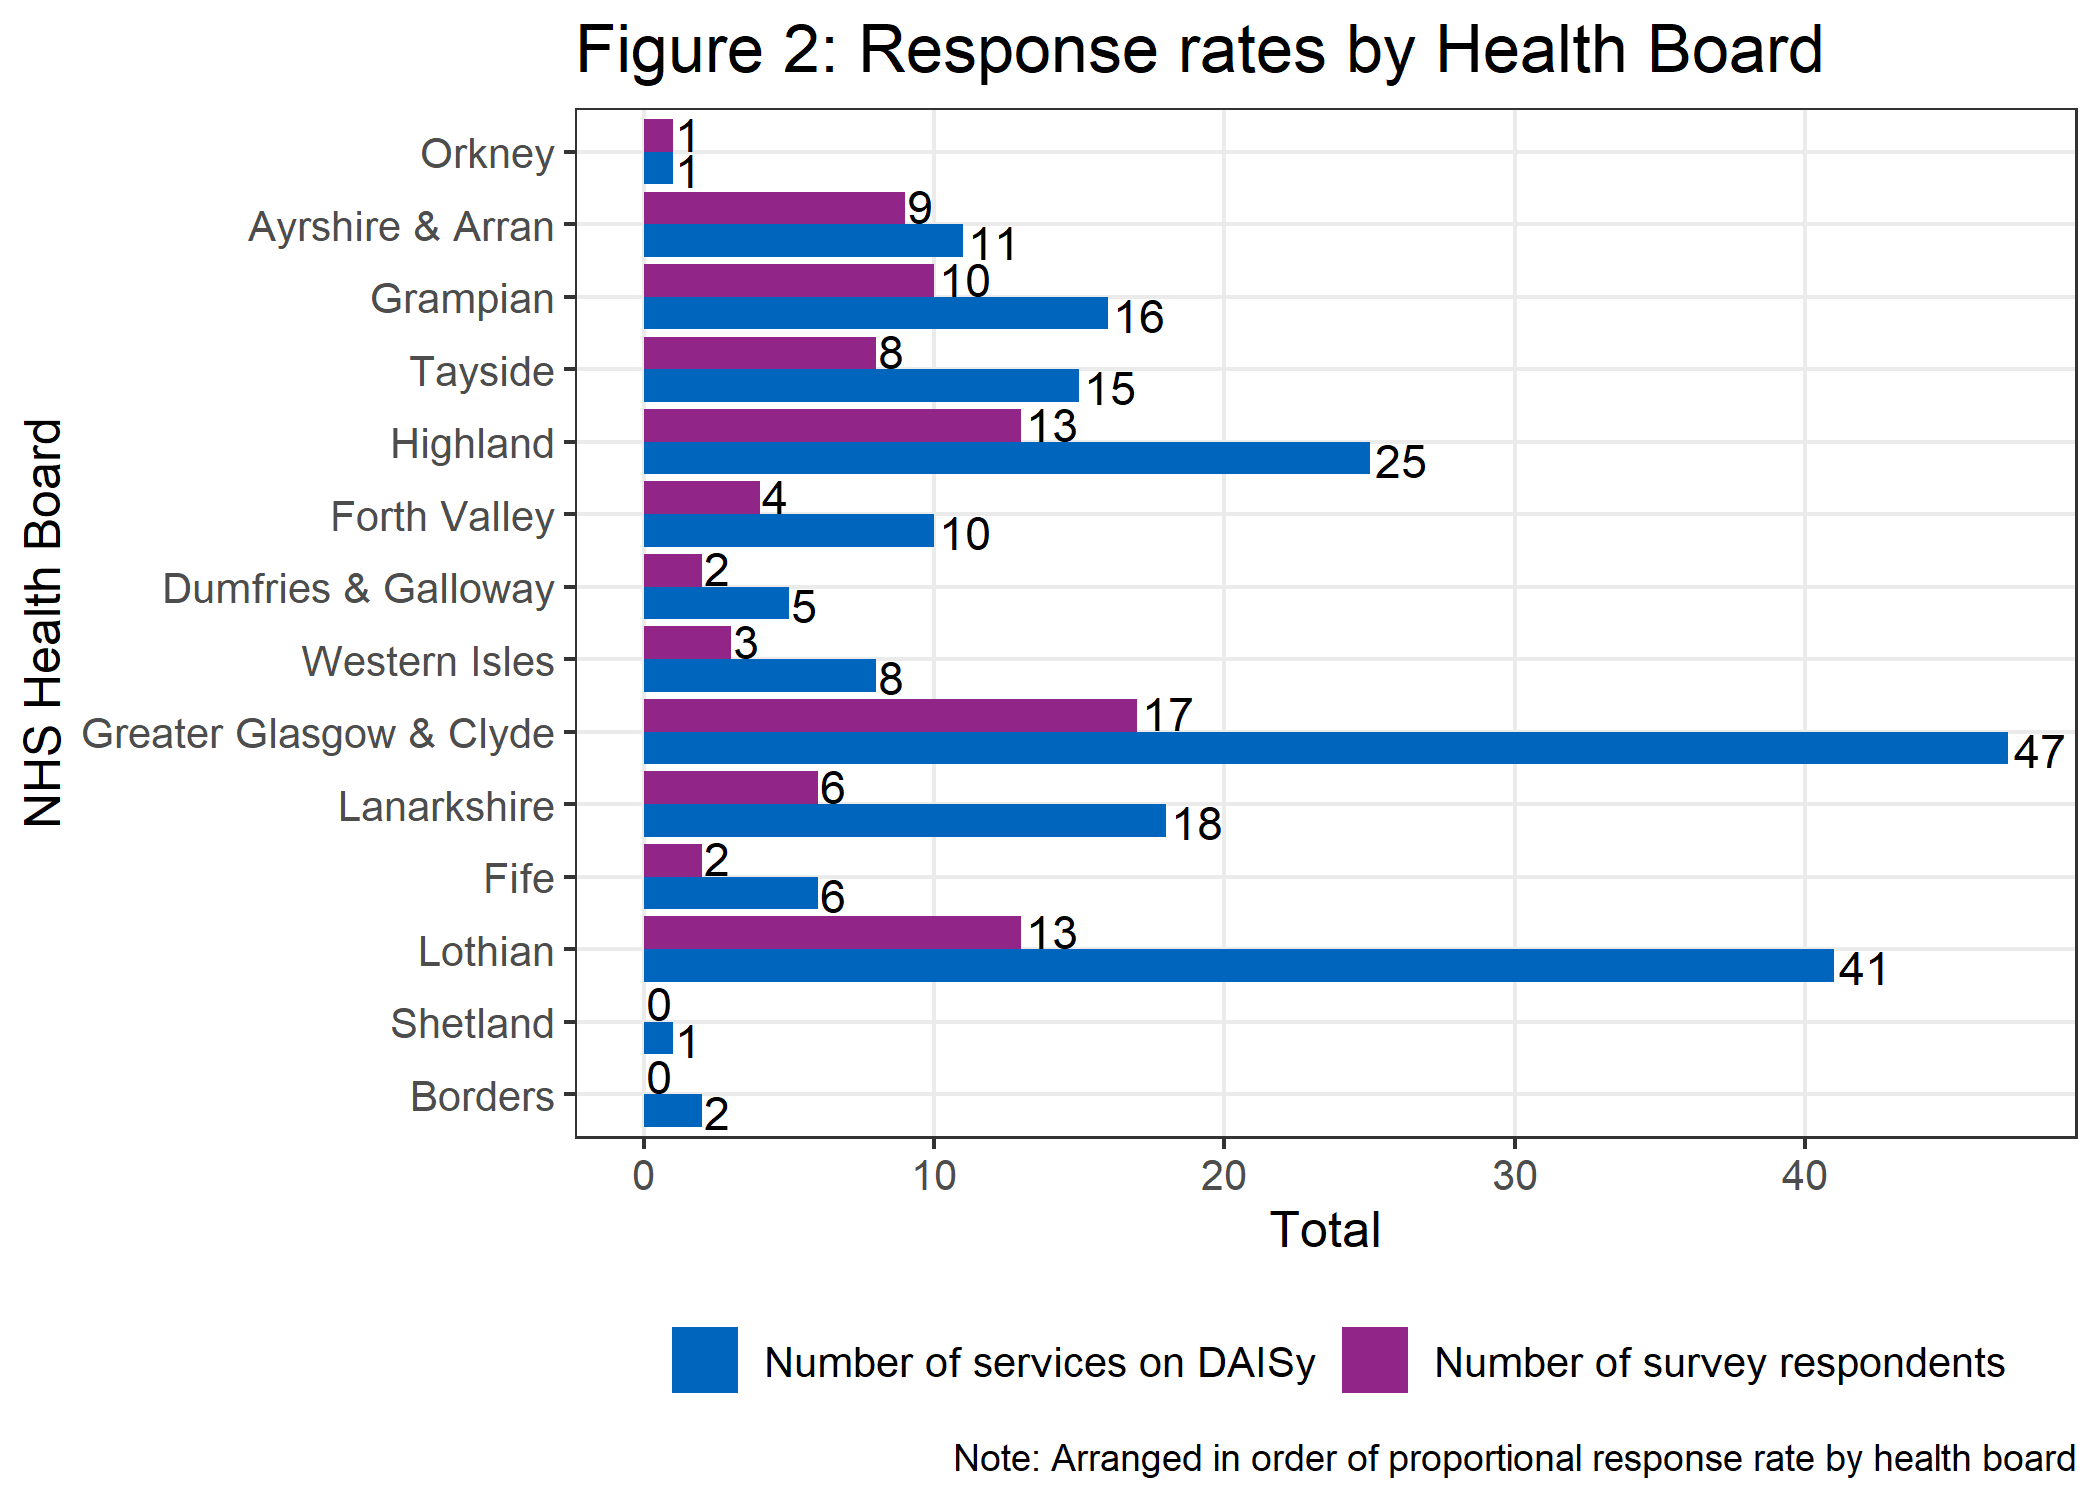 Figure 2: Response rates by Health Board
NHS Health Board
Orkney
1
1
Ayrshire & Arran
9
11
Grampian
10
16
Tayside
8
15
Highland
13
25
Forth Valley
4
10
Dumfries & Galloway
2
5
Western Isles
3
8
Greater Glasgow & Clyde
17
47
Lanarkshire
6
18
Fife
2
6
Lothian
13
41
Shetland
0
1
Borders
0
2
0 10 20 30 40
Total
Number of services on DAISy
Number of survey respondents
Note: Arranged in order of proportional response rate by health board